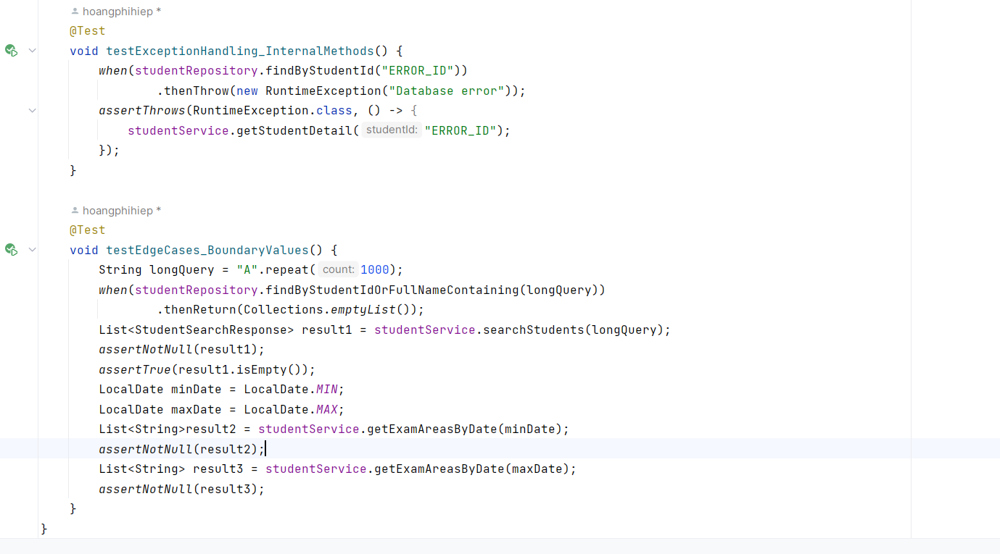 hoangphihiep *
@Test
void testExceptionHandling_InternalMethods() {
when(studentRepository.findByStudentId("ERROR_ID"))
.thenThrow(new RuntimeException("Database error"));
assertThrows(RuntimeException.class, () -> {
studentService.getStudentDetail( studentId: "ERROR_ID");
});
}
hoangphihiep *
@Test
void testEdgeCases_BoundaryValues() {
String longQuery = "A".repeat( count: 1000);
when(studentRepository.findByStudentIdOrFullNameContaining(longQuery))
.thenReturn(Collections.emptyList());
List<StudentSearchResponse> result1 = studentService.searchStudents(longQuery);
assertNotNull(result1);
assertTrue(result1.isEmpty());
LocalDate minDate = LocalDate.MIN;
LocalDate maxDate = LocalDate.MAX;
List<String>result2 = studentService.getExamAreasByDate(minDate);
assertNotNull(result2);
List<String> result3 = studentService.getExamAreasByDate(maxDate);
assertNotNull(result3);
}
}